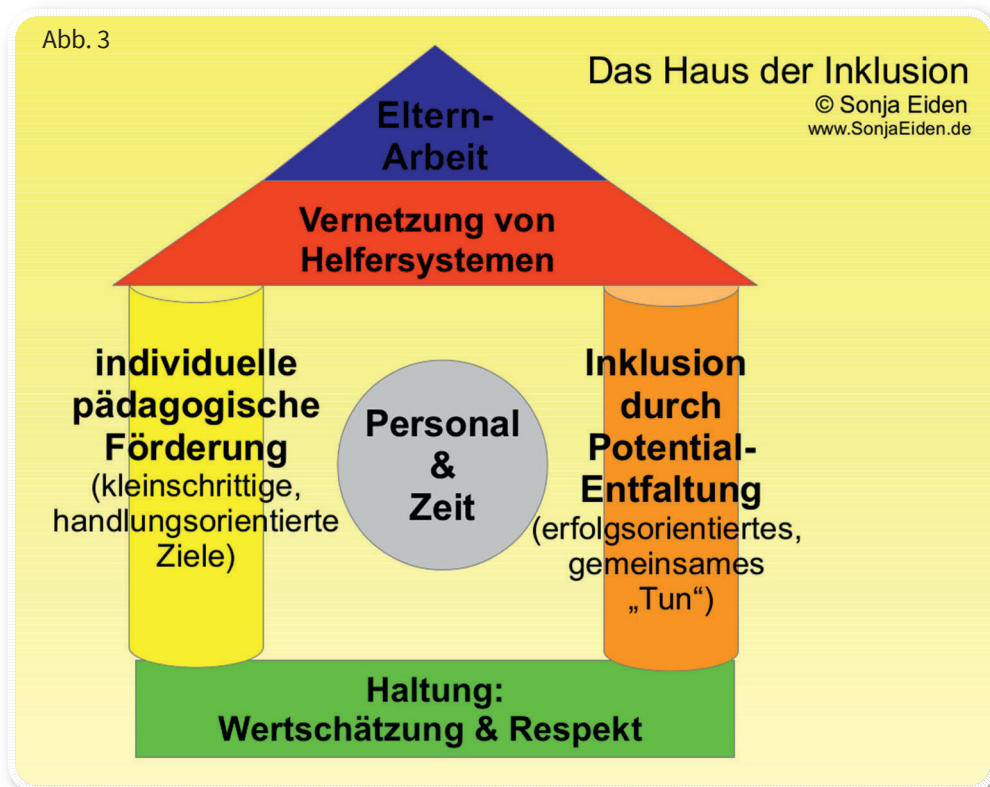 Abb. 3
Das Haus der Inklusion
© Sonja Eiden
www.SonjaEiden.de
Eltern-
Arbeit
Vernetzung von
Helfersystemen
individuelle
pädagogische
Förderung
(kleinschrittige,
handlungsorientierte
Ziele)
Personal
&
Zeit
Inklusion
durch
Potential-
Entfaltung
(erfolgsorientiertes,
gemeinsames
„Tun“)
Haltung:
Wertschätzung & Respekt